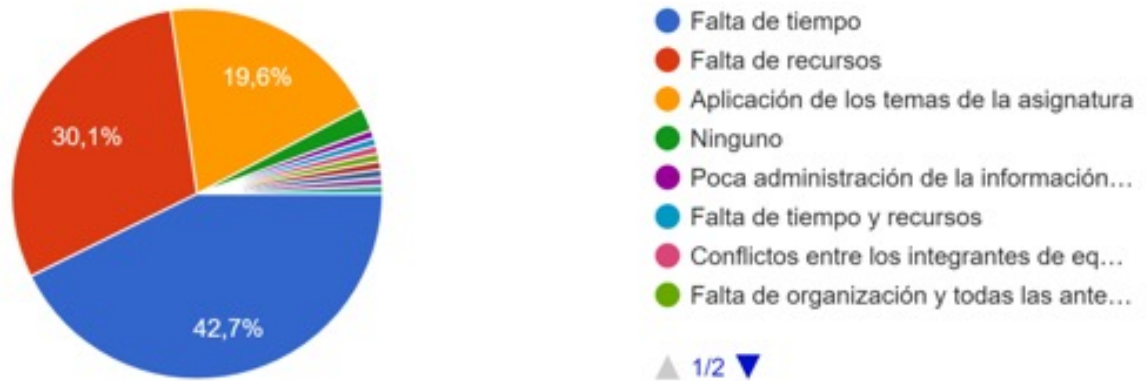 19,6%
30,1%
42,7%
Falta de tiempo
Falta de recursos
Aplicación de los temas de la asignatura
Ninguno
Poca administración de la información…
Falta de tiempo y recursos
Conflictos entre los integrantes de eq…
Falta de organización y todas las ante…
1/2